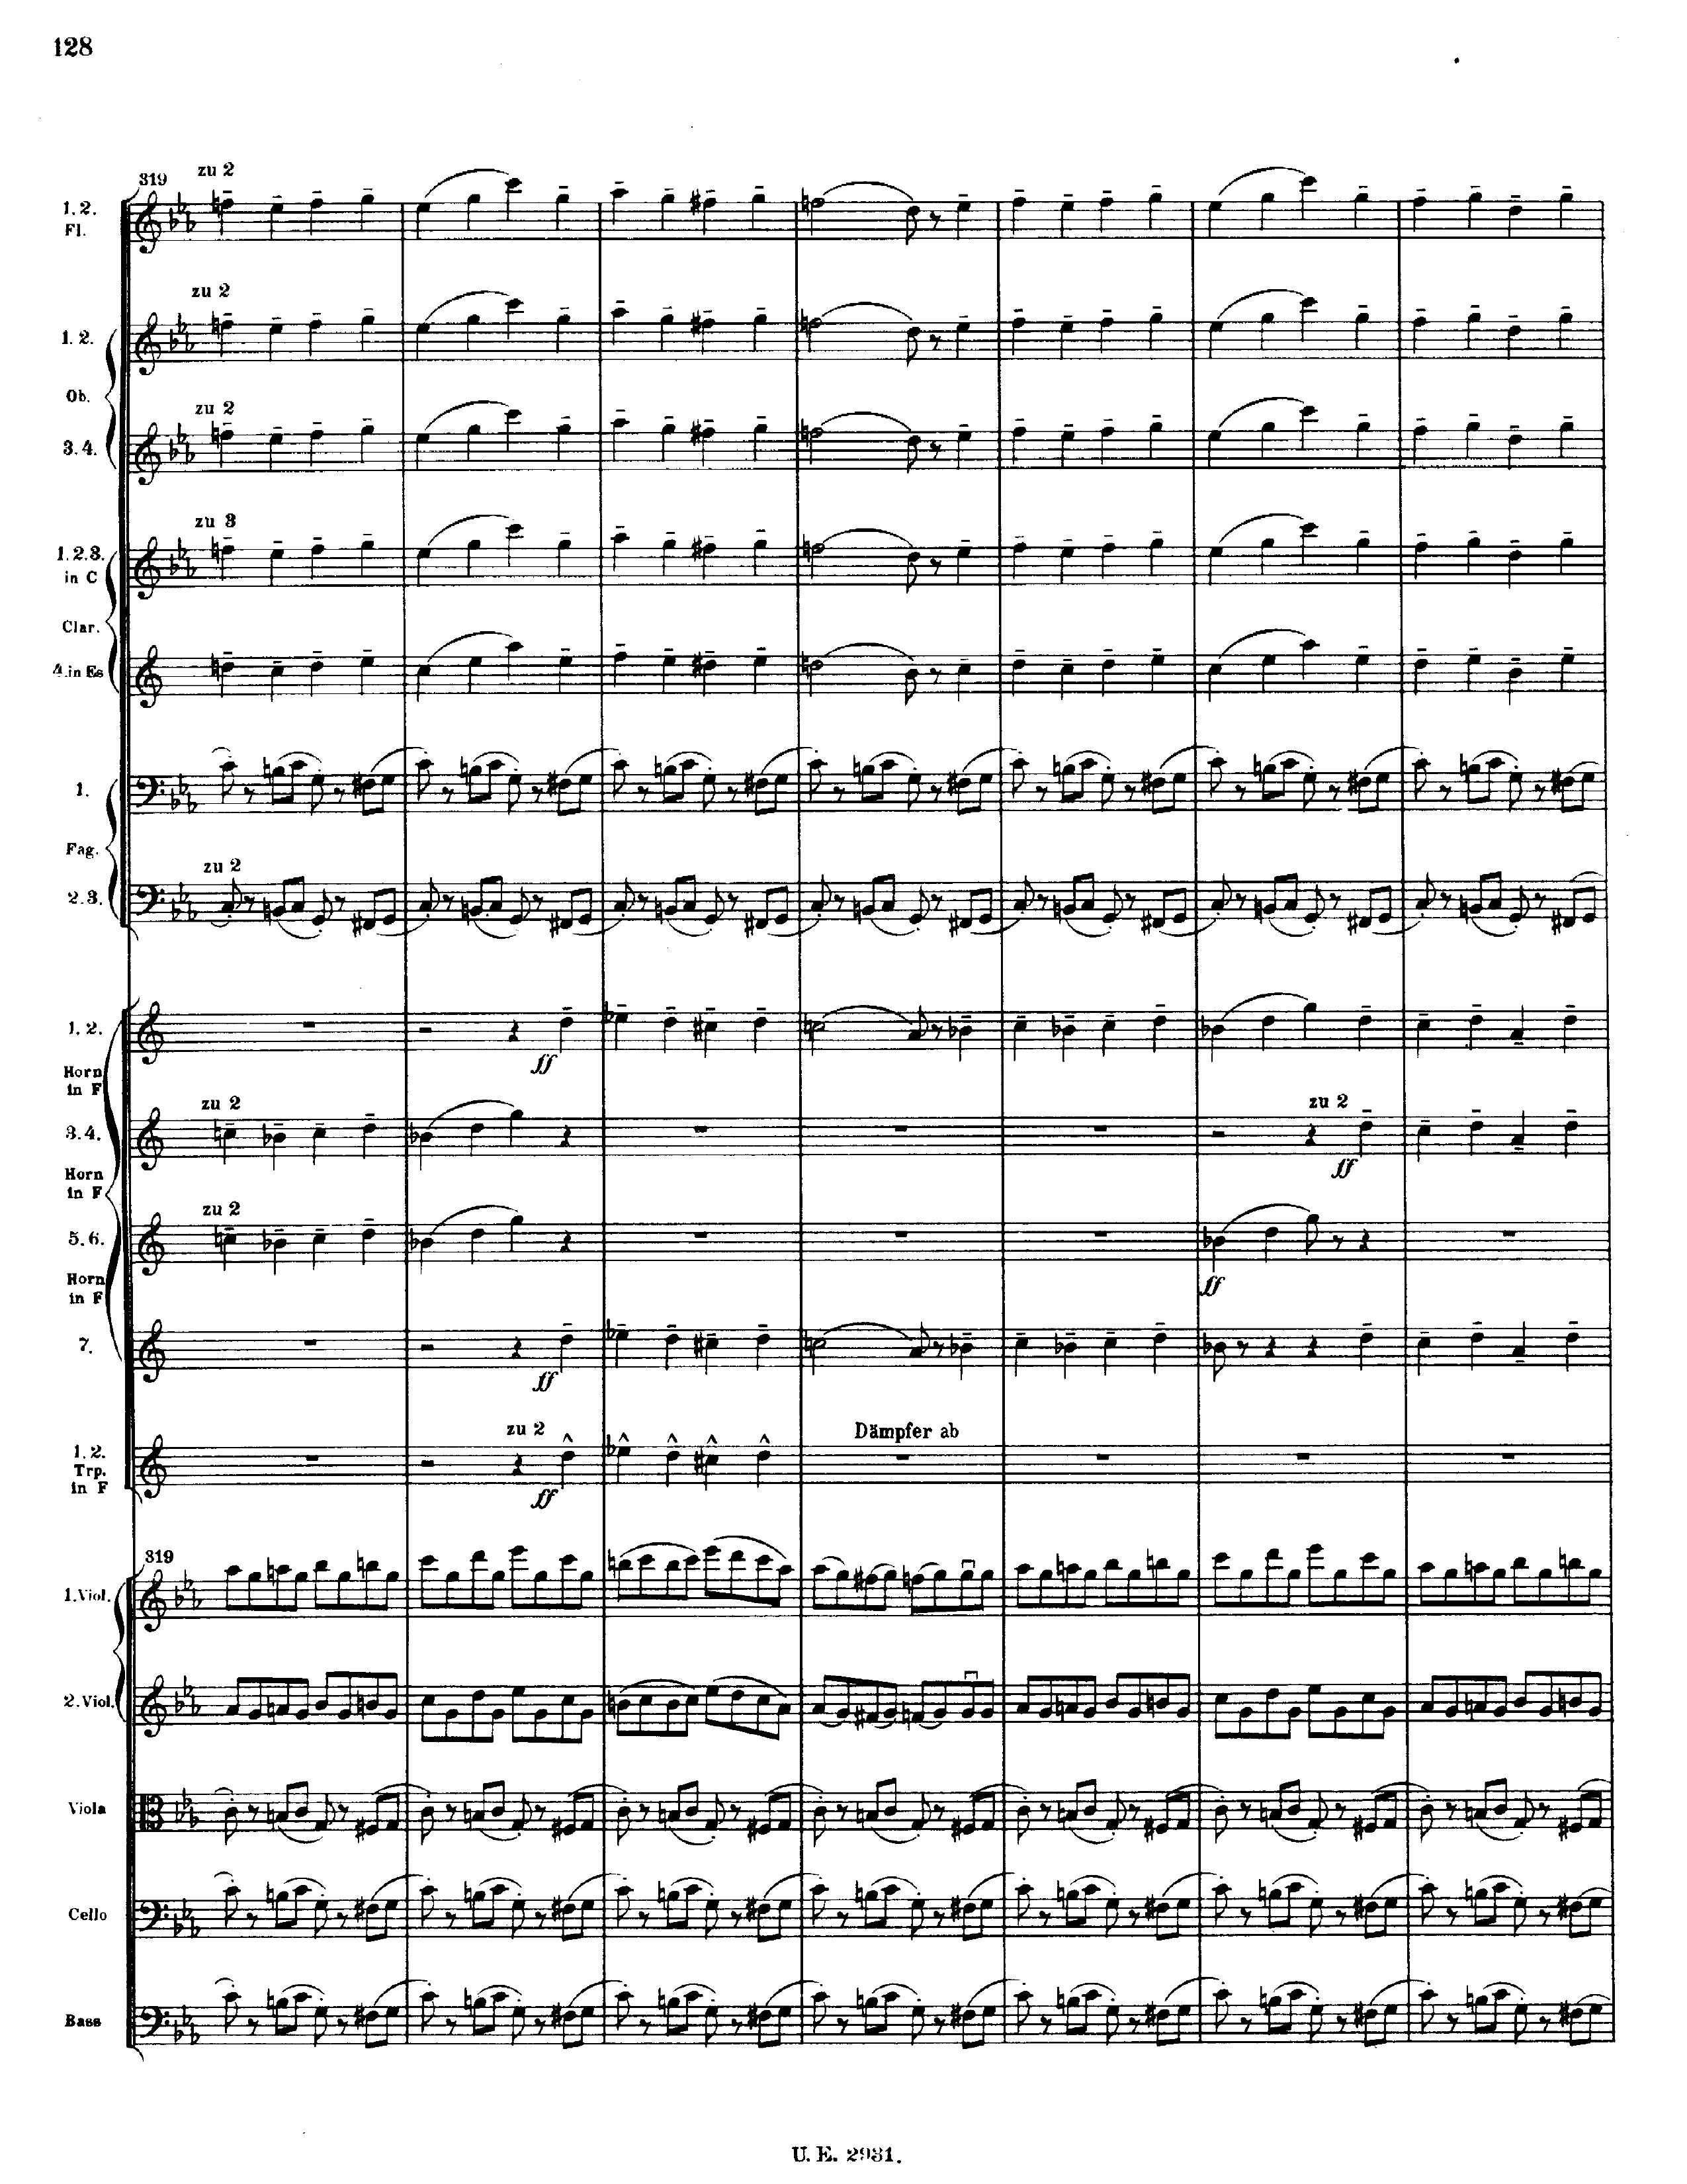 128
319
zu 2
1. 2.
Fl.
zu 2
1. 2.
Ob.
zu 2
3. 4.
zu 3
1. 2. 3.
in C
Clar.
4. in Es
1.
Fag.
zu 2
2. 3.
1. 2.
ff
Horn
in F
zu 2
zu 2
3. 4.
ff
Horn
in F
zu 2
5. 6.
ff
Horn
in F
7.
ff
zu 2
Dämpfer ab
1. 2.
Trp.
in F
ff
319
1. Viol.
2. Viol.
Viola
Cello
Bass
U. E. 2931.